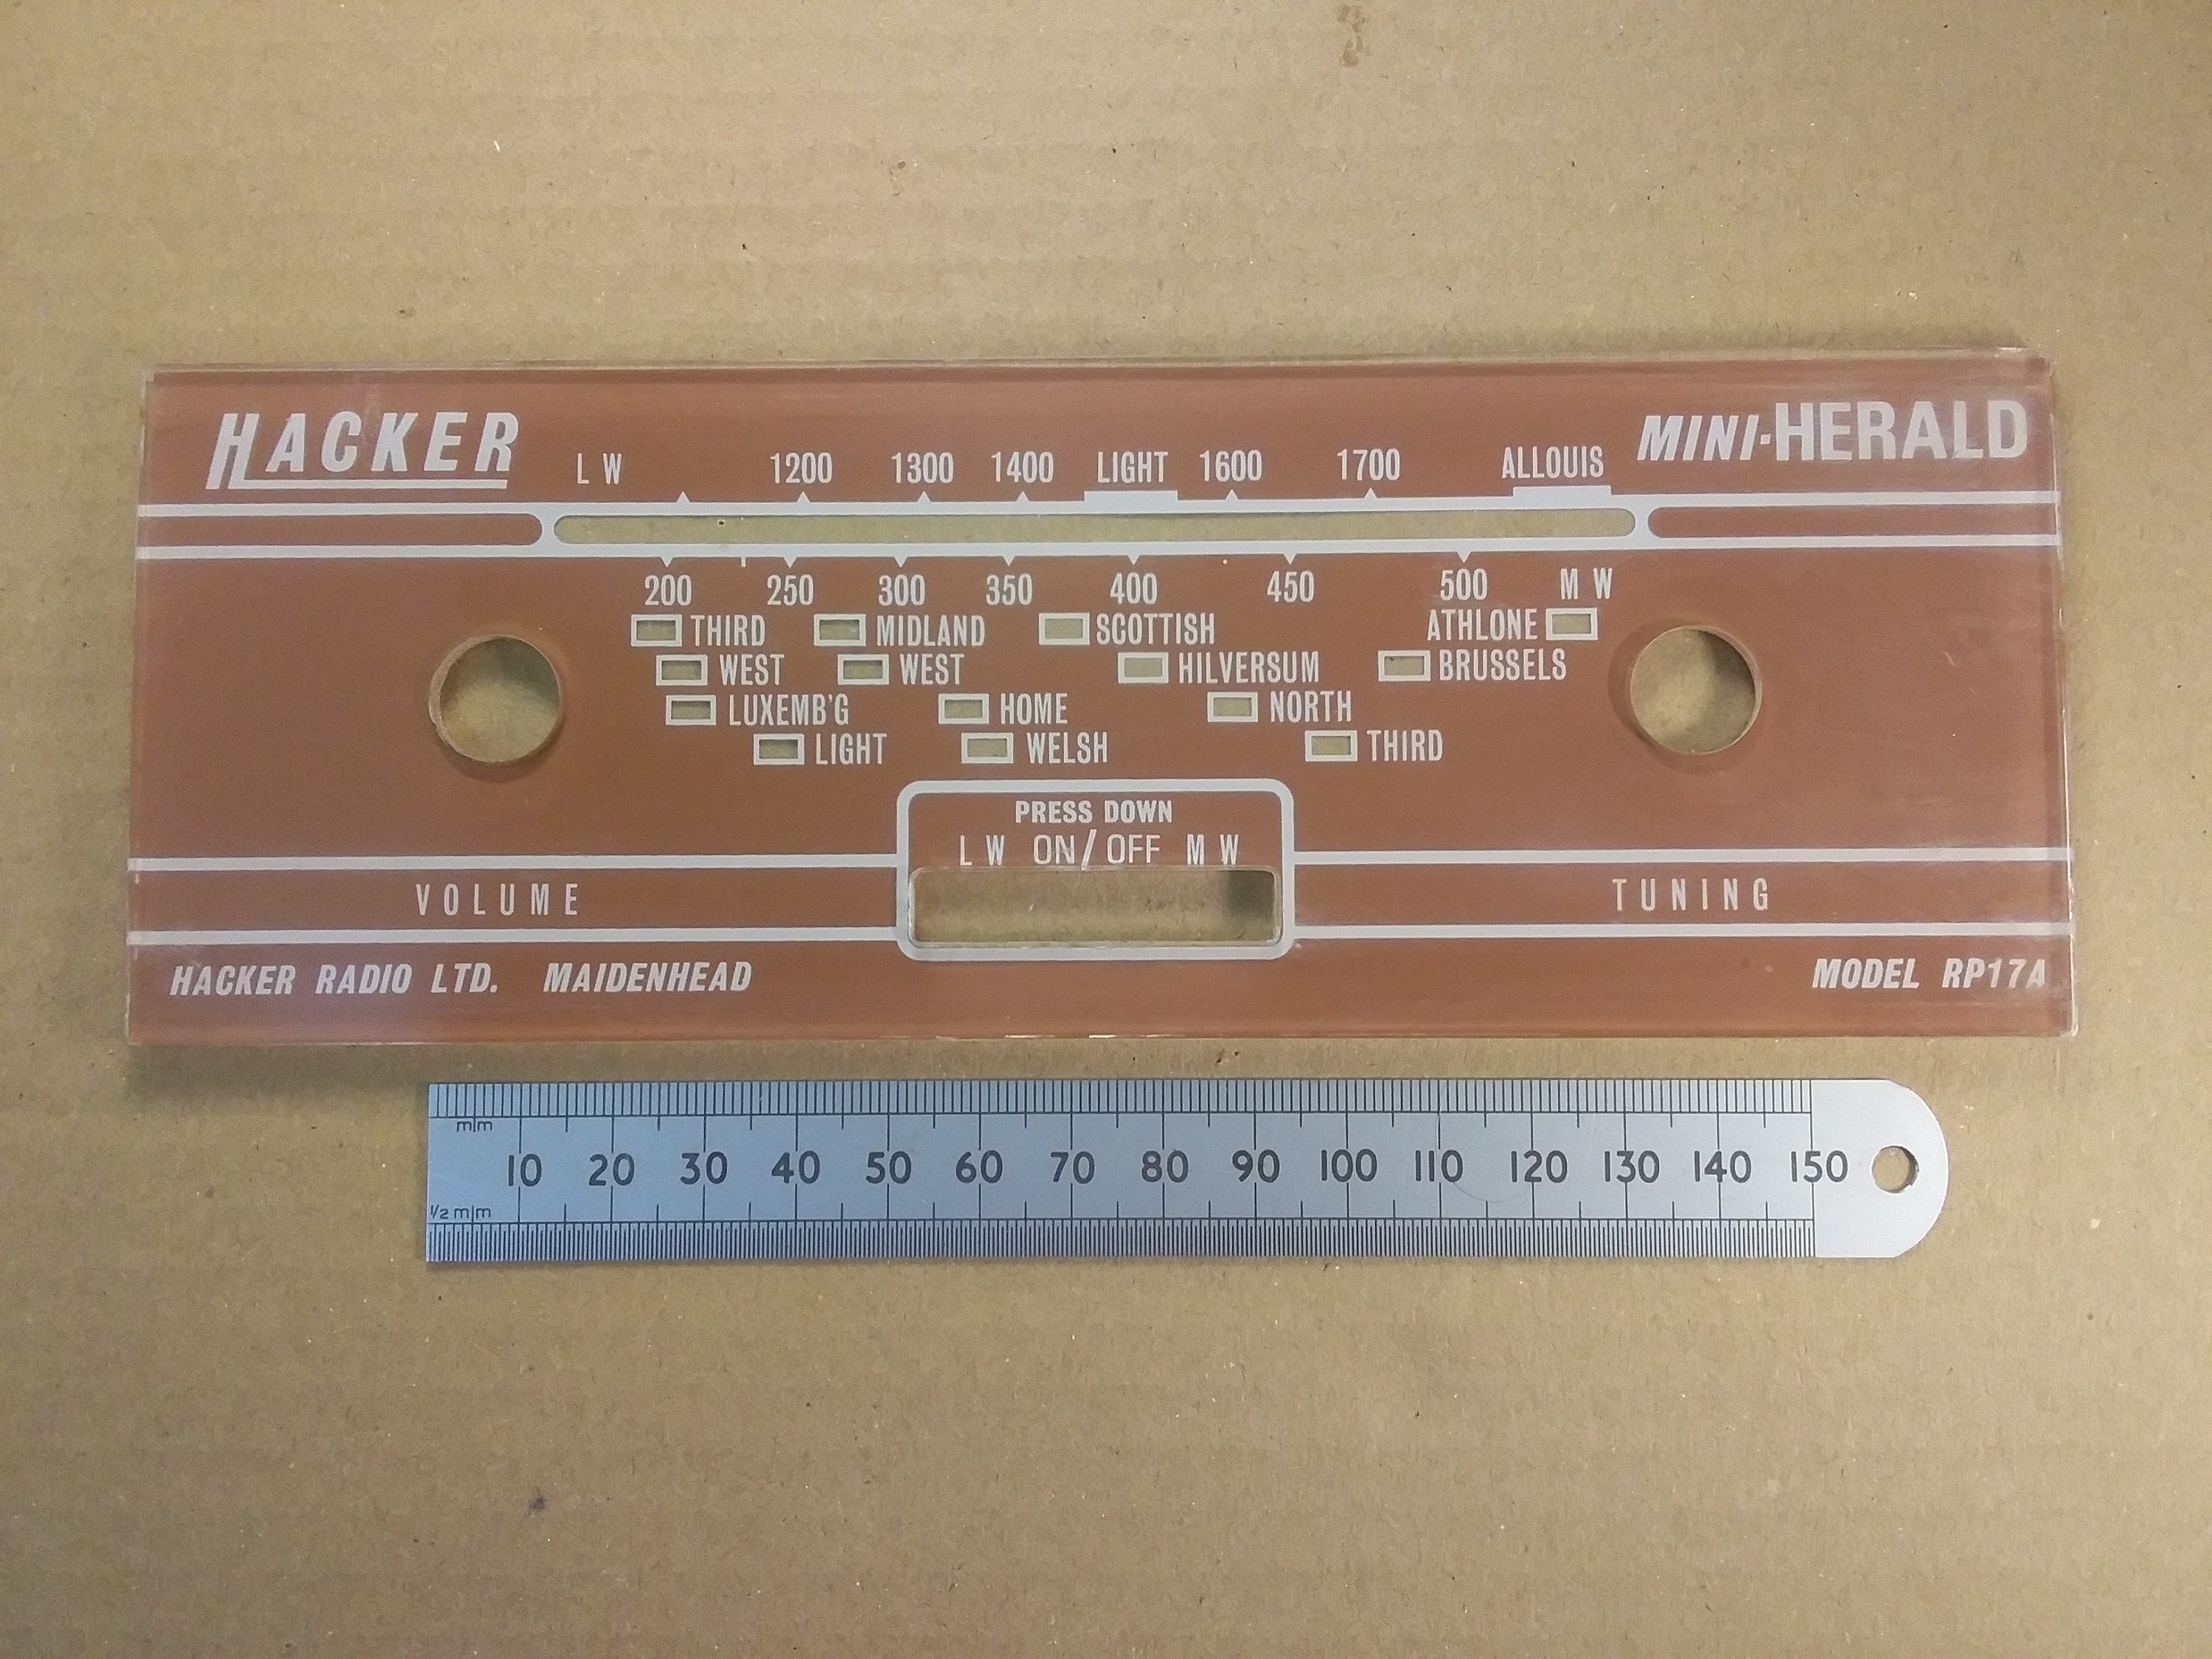 HACKER MINI-HERALD
L W 1200 1300 1400 LIGHT 1600 1700 ALLOUIS
200 250 300 350 400 450 500 M W
THIRD MIDLAND SCOTTISH ATHLONE
WEST WEST HILVERSUM BRUSSELS
LUXEMB'G HOME NORTH
LIGHT WELSH THIRD
PRESS DOWN
L W ON/OFF M W
VOLUME TUNING
HACKER RADIO LTD. MAIDENHEAD MODEL RP17A
m|m
10 20 30 40 50 60 70 80 90 100 110 120 130 140 150
1/2 m|m